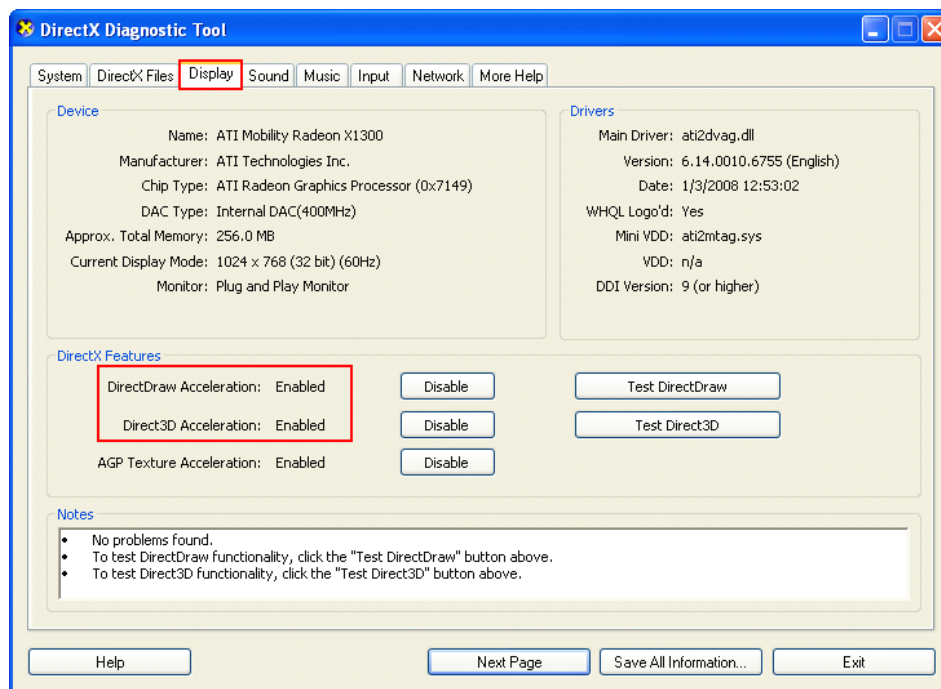 DirectX Diagnostic Tool
System DirectX Files Display Sound Music Input Network More Help
Device
Name: ATI Mobility Radeon X1300
Manufacturer: ATI Technologies Inc.
Chip Type: ATI Radeon Graphics Processor (0x7149)
DAC Type: Internal DAC(400MHz)
Approx. Total Memory: 256.0 MB
Current Display Mode: 1024 x 768 (32 bit) (60Hz)
Monitor: Plug and Play Monitor
Drivers
Main Driver: ati2dvag.dll
Version: 6.14.0010.6755 (English)
Date: 1/3/2008 12:53:02
WHQL Logo'd: Yes
Mini VDD: ati2mtag.sys
VDD: n/a
DDI Version: 9 (or higher)
DirectX Features
DirectDraw Acceleration: Enabled Disable Test DirectDraw
Direct3D Acceleration: Enabled Disable Test Direct3D
AGP Texture Acceleration: Enabled Disable
Notes
• No problems found.
• To test DirectDraw functionality, click the "Test DirectDraw" button above.
• To test Direct3D functionality, click the "Test Direct3D" button above.
Help Next Page Save All Information... Exit